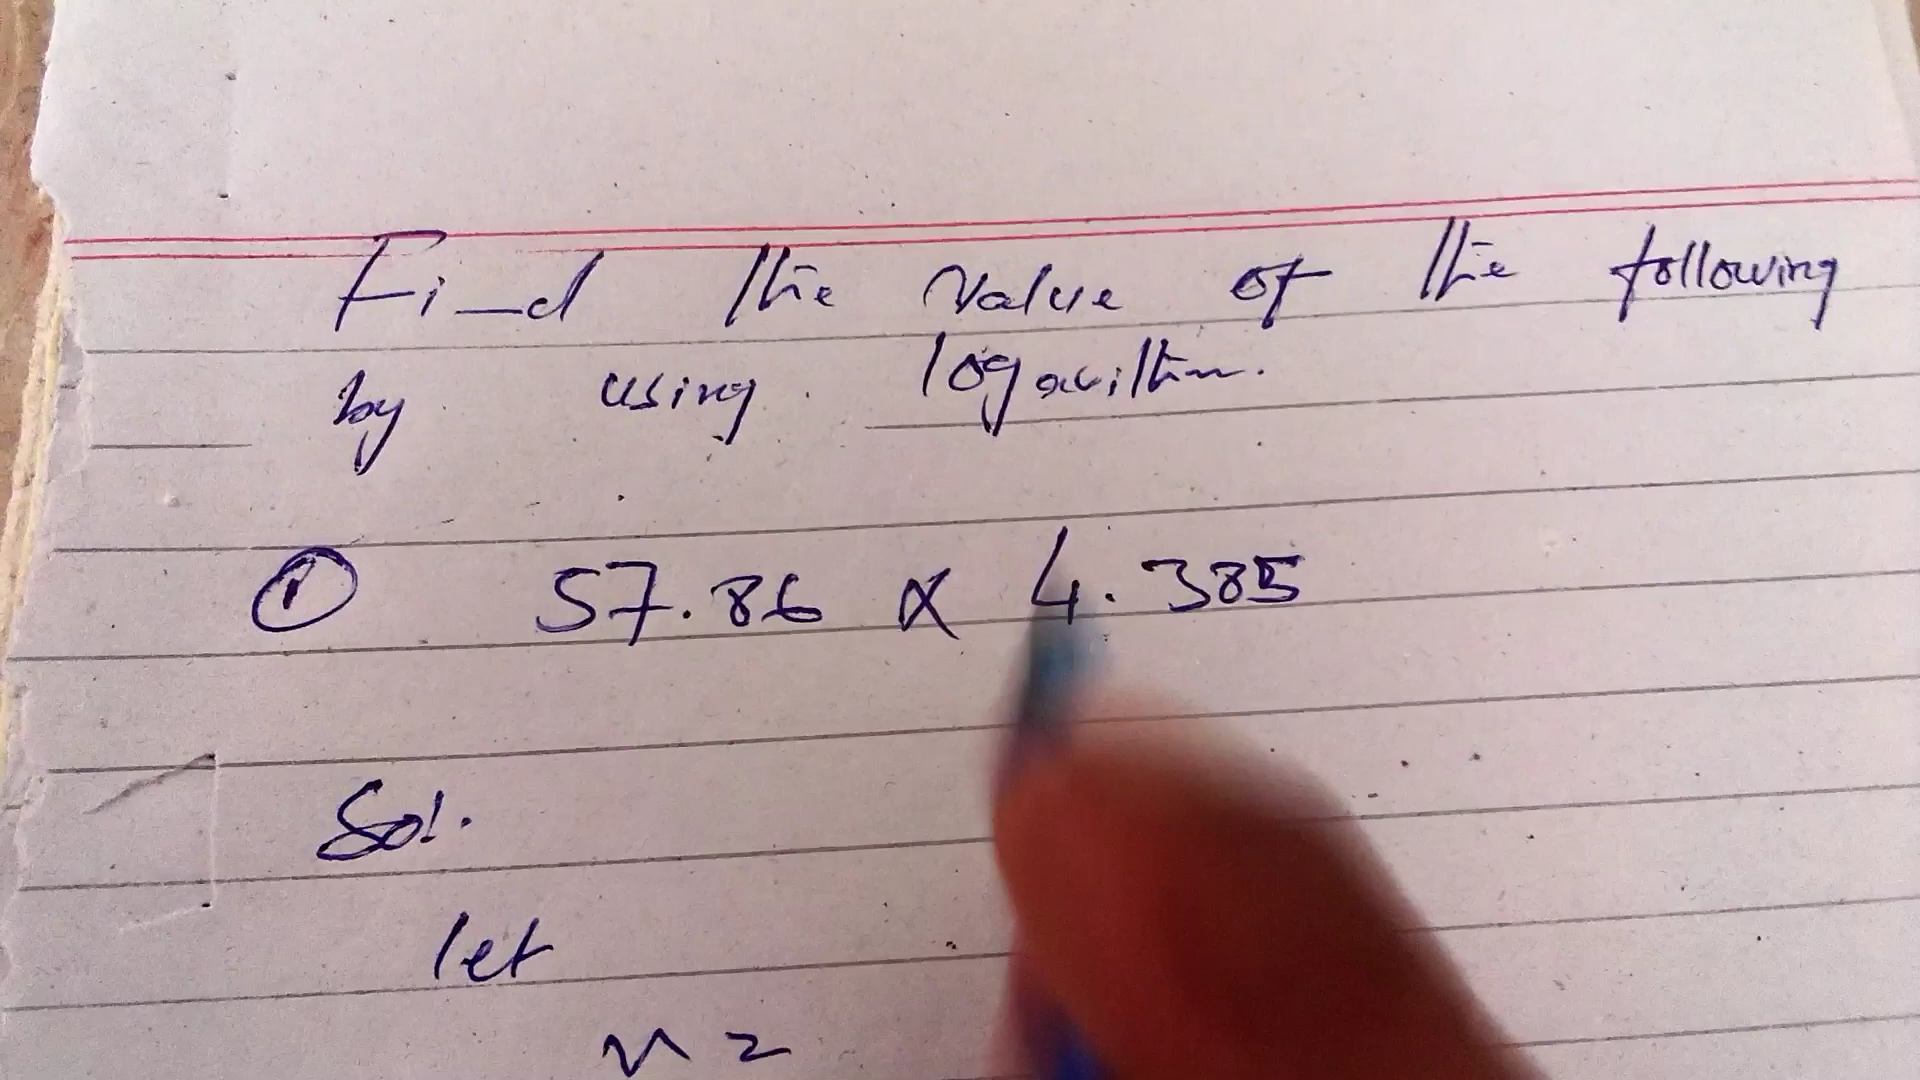 Find the value of the following
by using logarithm.
① 57.86 × 4.385
Sol.
let
x =